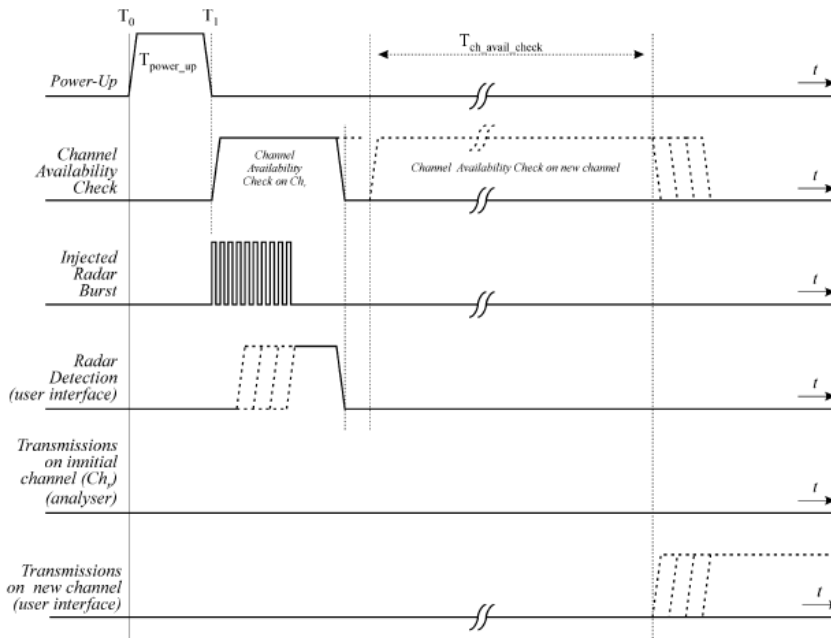 T0 T1
Tpower_up
Tch_avail_check
Power-Up
t
Channel
Availability
Check
Channel
Availability
Check on Chr
Channel Availability Check on new channel
t
Injected
Radar
Burst
t
Radar
Detection
(user interface)
t
Transmissions
on innitial
channel (Chr)
(analyser)
t
Transmissions
on new channel
(user interface)
t